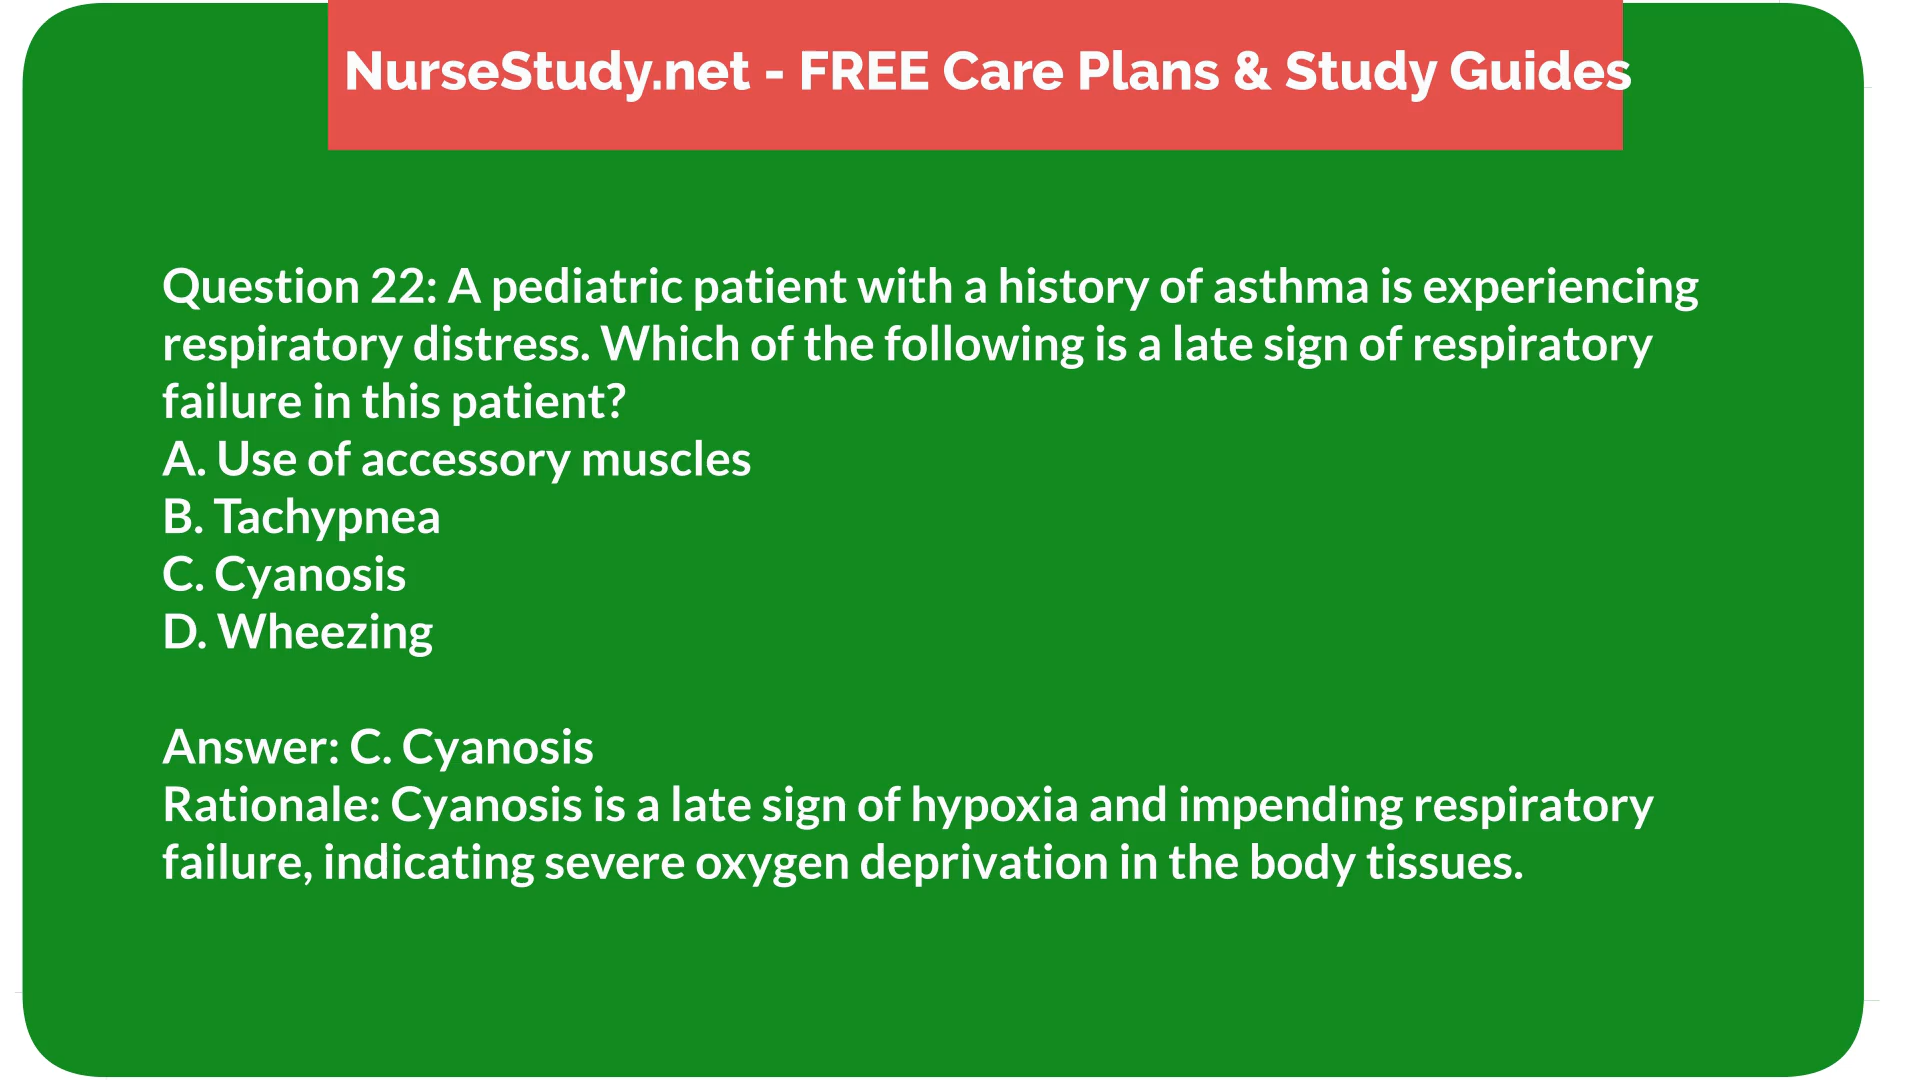 NurseStudy.net - FREE Care Plans & Study Guides
Question 22: A pediatric patient with a history of asthma is experiencing
respiratory distress. Which of the following is a late sign of respiratory
failure in this patient?
A. Use of accessory muscles
B. Tachypnea
C. Cyanosis
D. Wheezing
Answer: C. Cyanosis
Rationale: Cyanosis is a late sign of hypoxia and impending respiratory
failure, indicating severe oxygen deprivation in the body tissues.